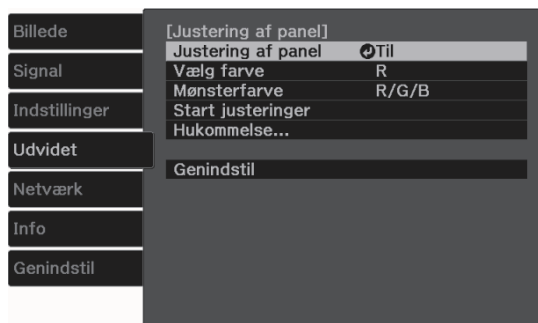 Billede
Signal
Indstillinger
Udvidet
Netværk
Info
Genindstil
[Justering af panel]
Justering af panel Til
Vælg farve R
Mønsterfarve R/G/B
Start justeringer
Hukommelse...
Genindstil